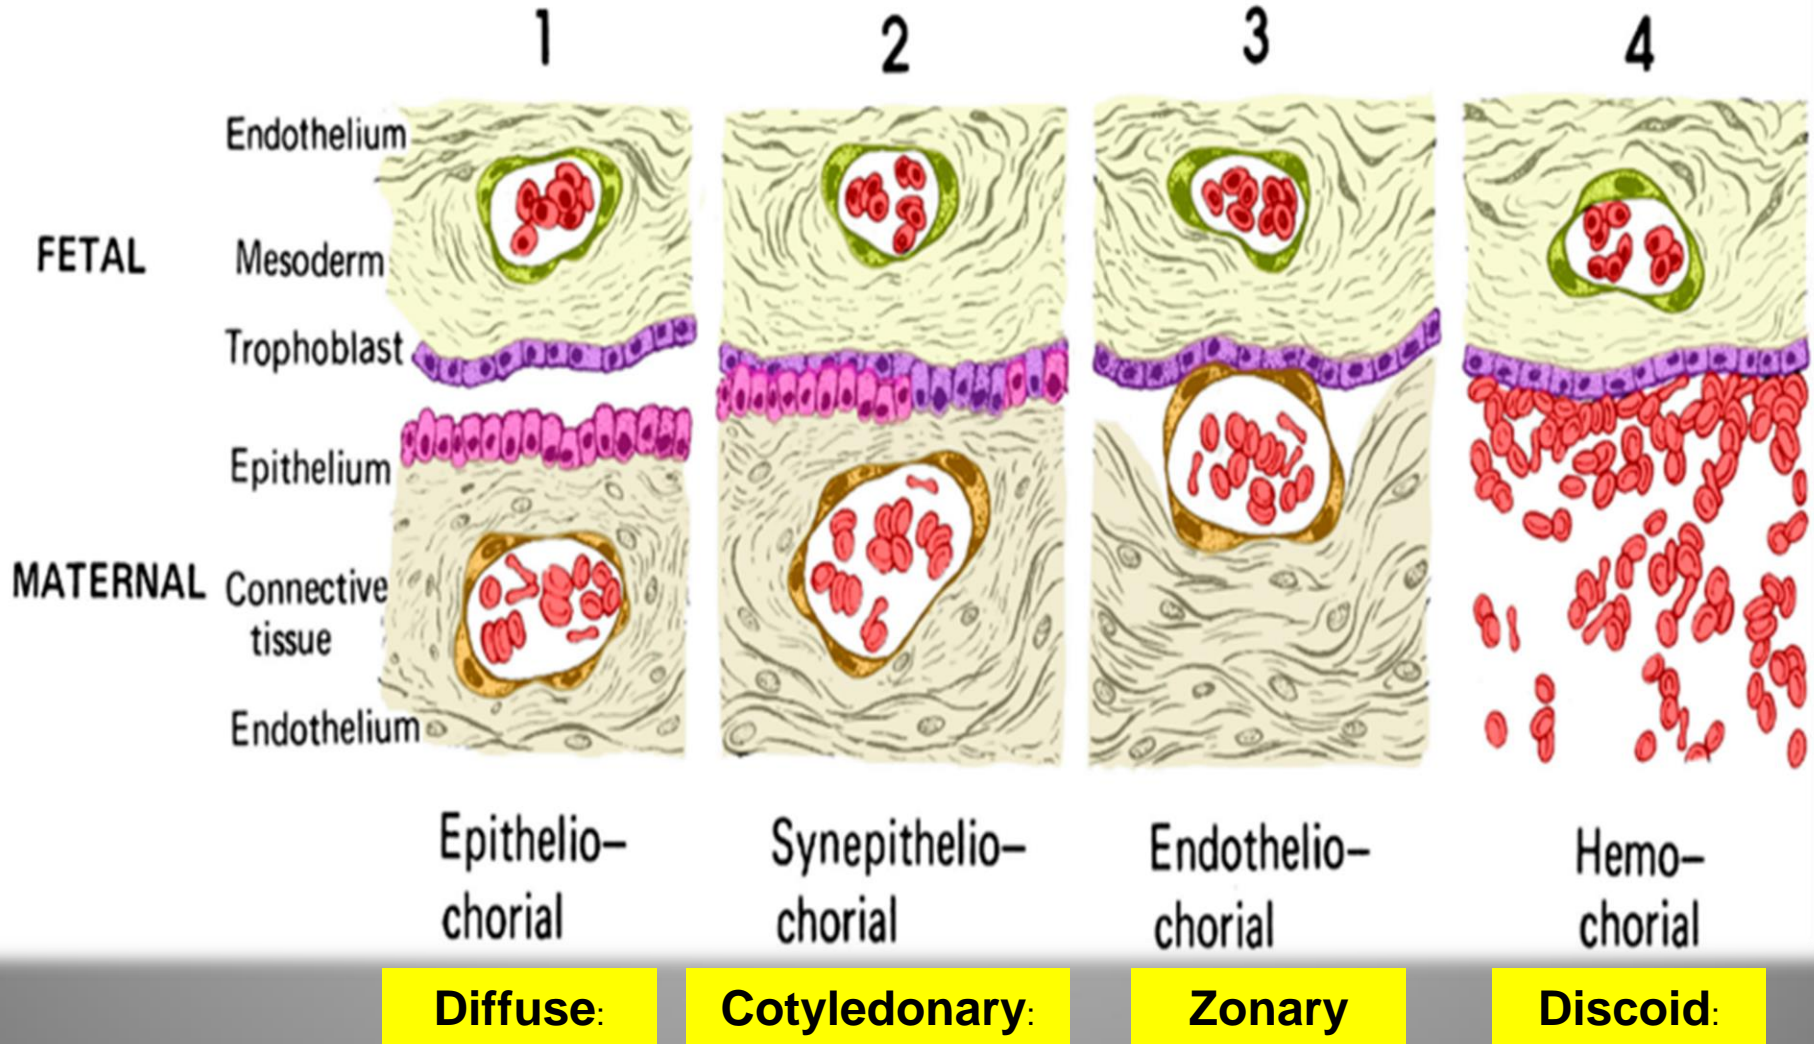 1 2 3 4
Endothelium
FETAL Mesoderm
Trophoblast
Epithelium
MATERNAL Connective
tissue
Endothelium
Epithelio–
chorial
Synepithelio–
chorial
Endothelio–
chorial
Hemo–
chorial
Diffuse:
Cotyledonary:
Zonary
Discoid: